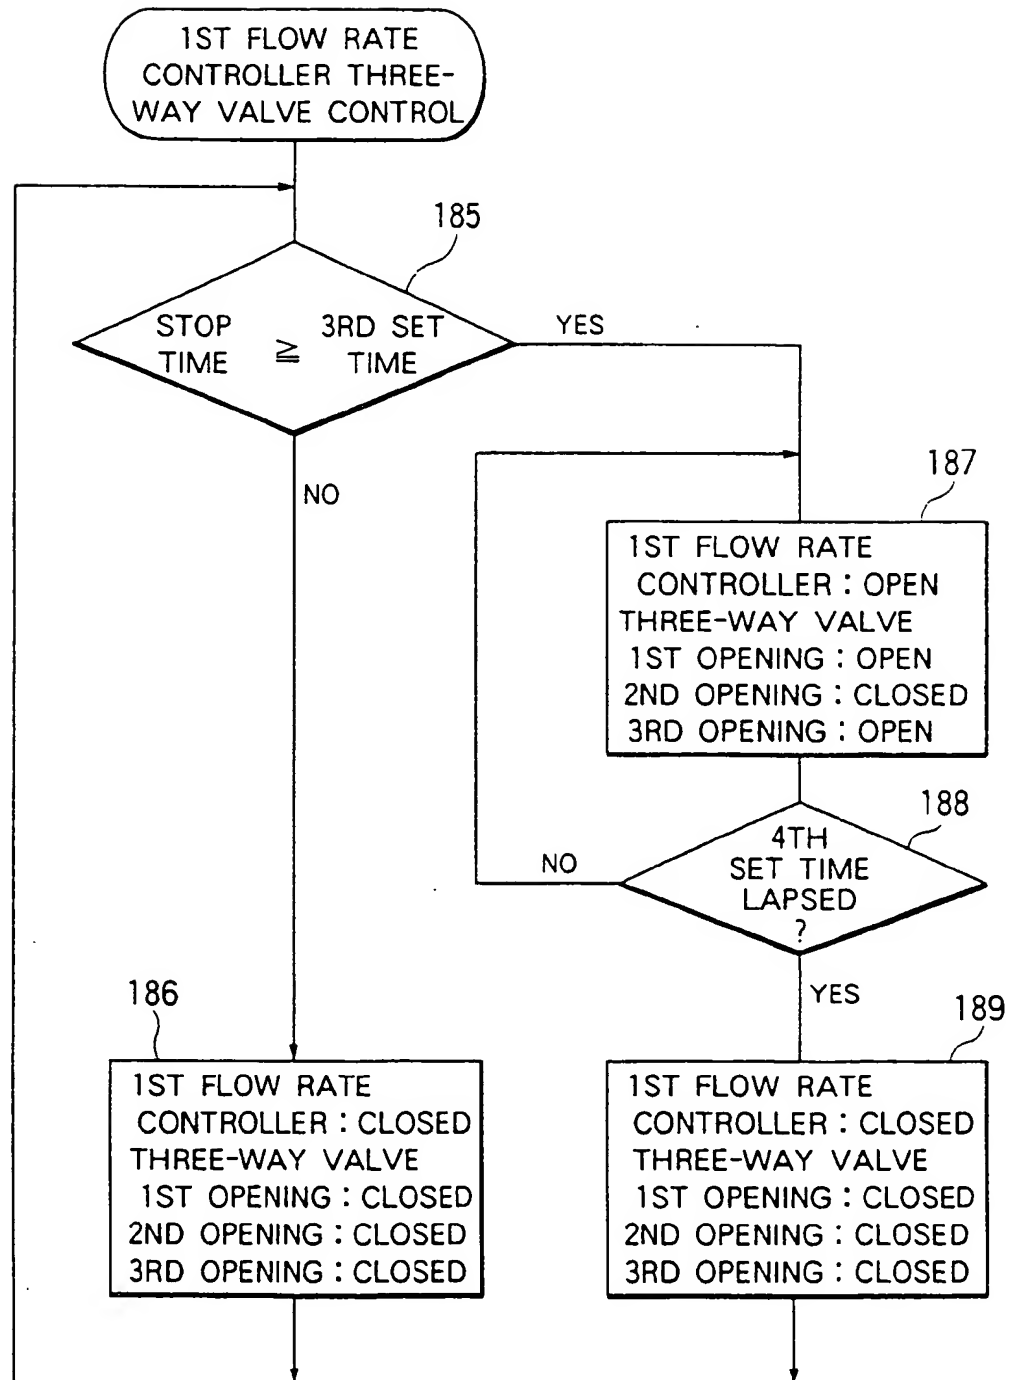 1ST FLOW RATE
CONTROLLER THREE-
WAY VALVE CONTROL
185
STOP
TIME
≧
3RD SET
TIME
YES
NO
187
1ST FLOW RATE
CONTROLLER : OPEN
THREE-WAY VALVE
1ST OPENING : OPEN
2ND OPENING : CLOSED
3RD OPENING : OPEN
188
4TH
SET TIME
LAPSED
?
NO
YES
186
1ST FLOW RATE
CONTROLLER : CLOSED
THREE-WAY VALVE
1ST OPENING : CLOSED
2ND OPENING : CLOSED
3RD OPENING : CLOSED
189
1ST FLOW RATE
CONTROLLER : CLOSED
THREE-WAY VALVE
1ST OPENING : CLOSED
2ND OPENING : CLOSED
3RD OPENING : CLOSED